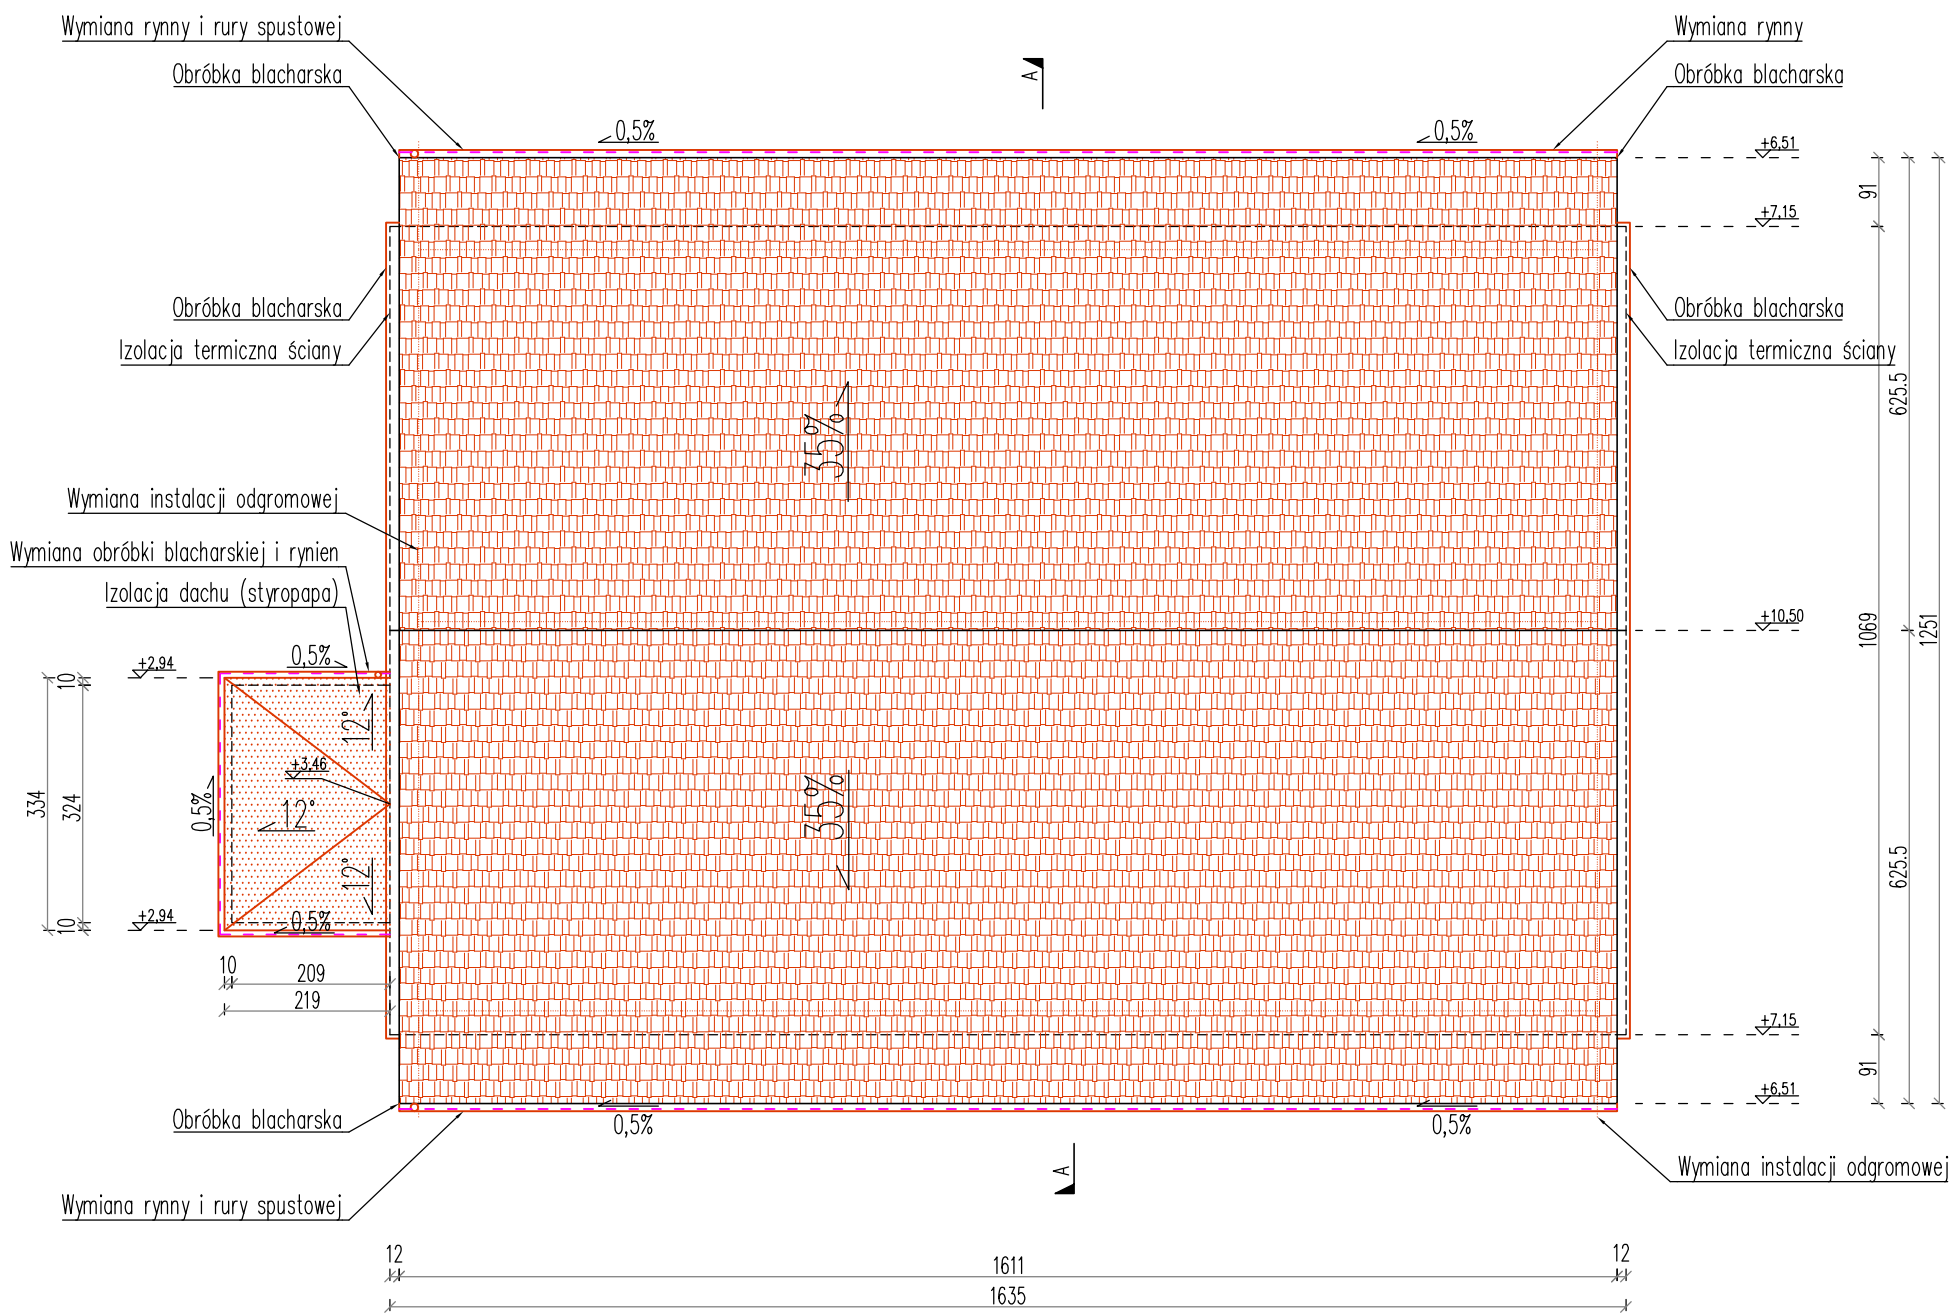 Wymiana rynny i rury spustowej
Wymiana rynny
Obróbka blacharska
Obróbka blacharska
A
0,5%
0,5%
+6,51
91
+7,15
Obróbka blacharska
Obróbka blacharska
Izolacja termiczna ściany
Izolacja termiczna ściany
625.5
35%
Wymiana instalacji odgromowej
Wymiana obróbki blacharskiej i rynien
Izolacja dachu (styropapa)
+10,50
1069
1251
0,5%
+2,94
10
12°
+3,46
334
324
0,5%
12°
35%
12°
625.5
+2,94
10
0,5%
10
209
219
+7,15
91
+6,51
Obróbka blacharska
0,5%
0,5%
A
Wymiana instalacji odgromowej
Wymiana rynny i rury spustowej
12
1611
12
1635